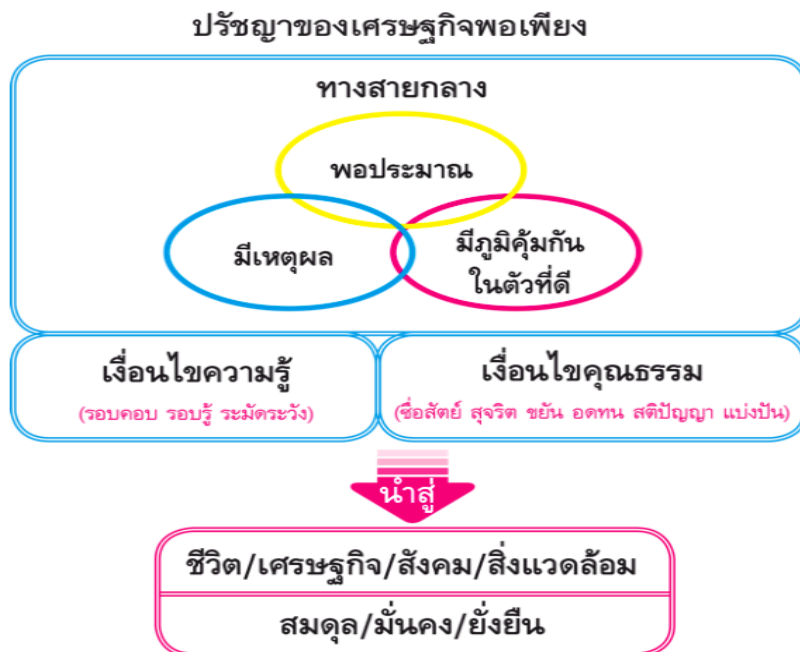 ปรัชญาของเศรษฐกิจพอเพียง
ทางสายกลาง
พอประมาณ
มีเหตุผล
มีภูมิคุ้มกัน
ในตัวที่ดี
เงื่อนไขความรู้
(รอบคอบ รอบรู้ ระมัดระวัง)
เงื่อนไขคุณธรรม
(ซื่อสัตย์ สุจริต ขยัน อดทน สติปัญญา แบ่งปัน)
นำสู่
ชีวิต/เศรษฐกิจ/สังคม/สิ่งแวดล้อม
สมดุล/มั่นคง/ยั่งยืน